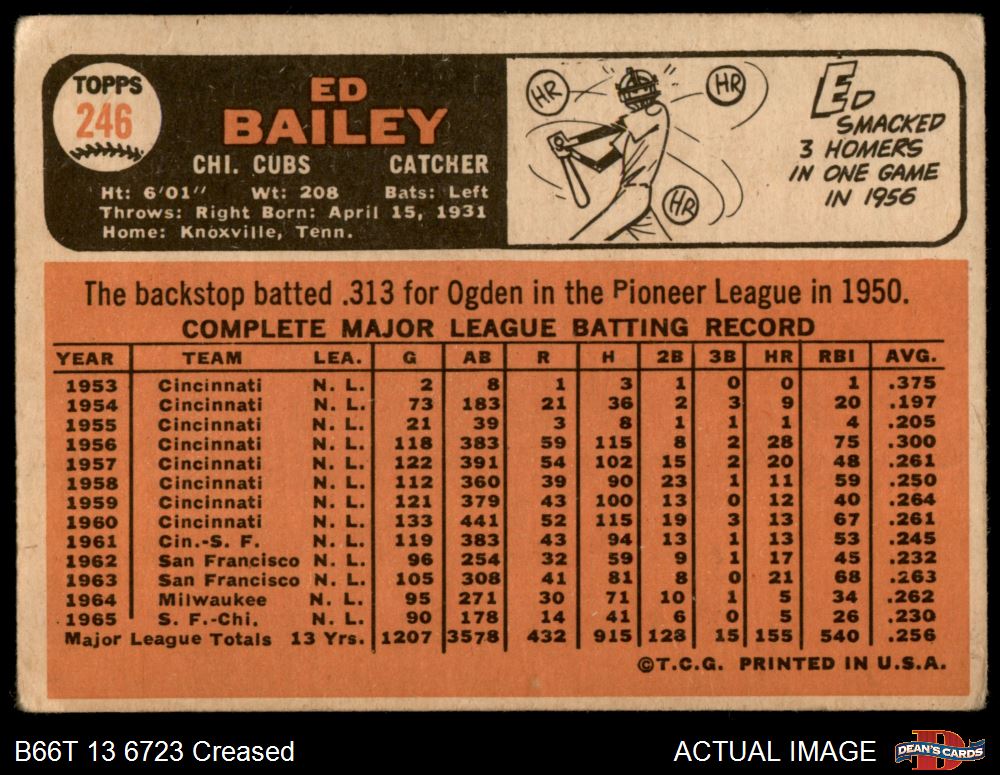 TOPPS
246
ED
BAILEY
CHI. CUBS CATCHER
Ht: 6'01" Wt: 208 Bats: Left
Throws: Right Born: April 15, 1931
Home: Knoxville, Tenn.
HR
HR
HR
ED
SMACKED
3 HOMERS
IN ONE GAME
IN 1956
The backstop batted .313 for Ogden in the Pioneer League in 1950.
COMPLETE MAJOR LEAGUE BATTING RECORD
YEAR TEAM LEA. G AB R H 2B 3B HR RBI AVG.
1953 Cincinnati N. L. 2 8 1 3 1 0 0 1 .375
1954 Cincinnati N. L. 73 183 21 36 2 3 9 20 .197
1955 Cincinnati N. L. 21 39 3 8 1 1 1 4 .205
1956 Cincinnati N. L. 118 383 59 115 8 2 28 75 .300
1957 Cincinnati N. L. 122 391 54 102 15 2 20 48 .261
1958 Cincinnati N. L. 112 360 39 90 23 1 11 59 .250
1959 Cincinnati N. L. 121 379 43 100 13 0 12 40 .264
1960 Cincinnati N. L. 133 441 52 115 19 3 13 67 .261
1961 Cin.-S. F. N. L. 119 383 43 94 13 1 13 53 .245
1962 San Francisco N. L. 96 254 32 59 9 1 17 45 .232
1963 San Francisco N. L. 105 308 41 81 8 0 21 68 .263
1964 Milwaukee N. L. 95 271 30 71 10 1 5 34 .262
1965 S. F.-Chi. N. L. 90 178 14 41 6 0 5 26 .230
Major League Totals 13 Yrs. 1207 3578 432 915 128 15 155 540 .256
©T.C.G. PRINTED IN U.S.A.
B66T 13 6723 Creased ACTUAL IMAGE
DEAN'S CARDS